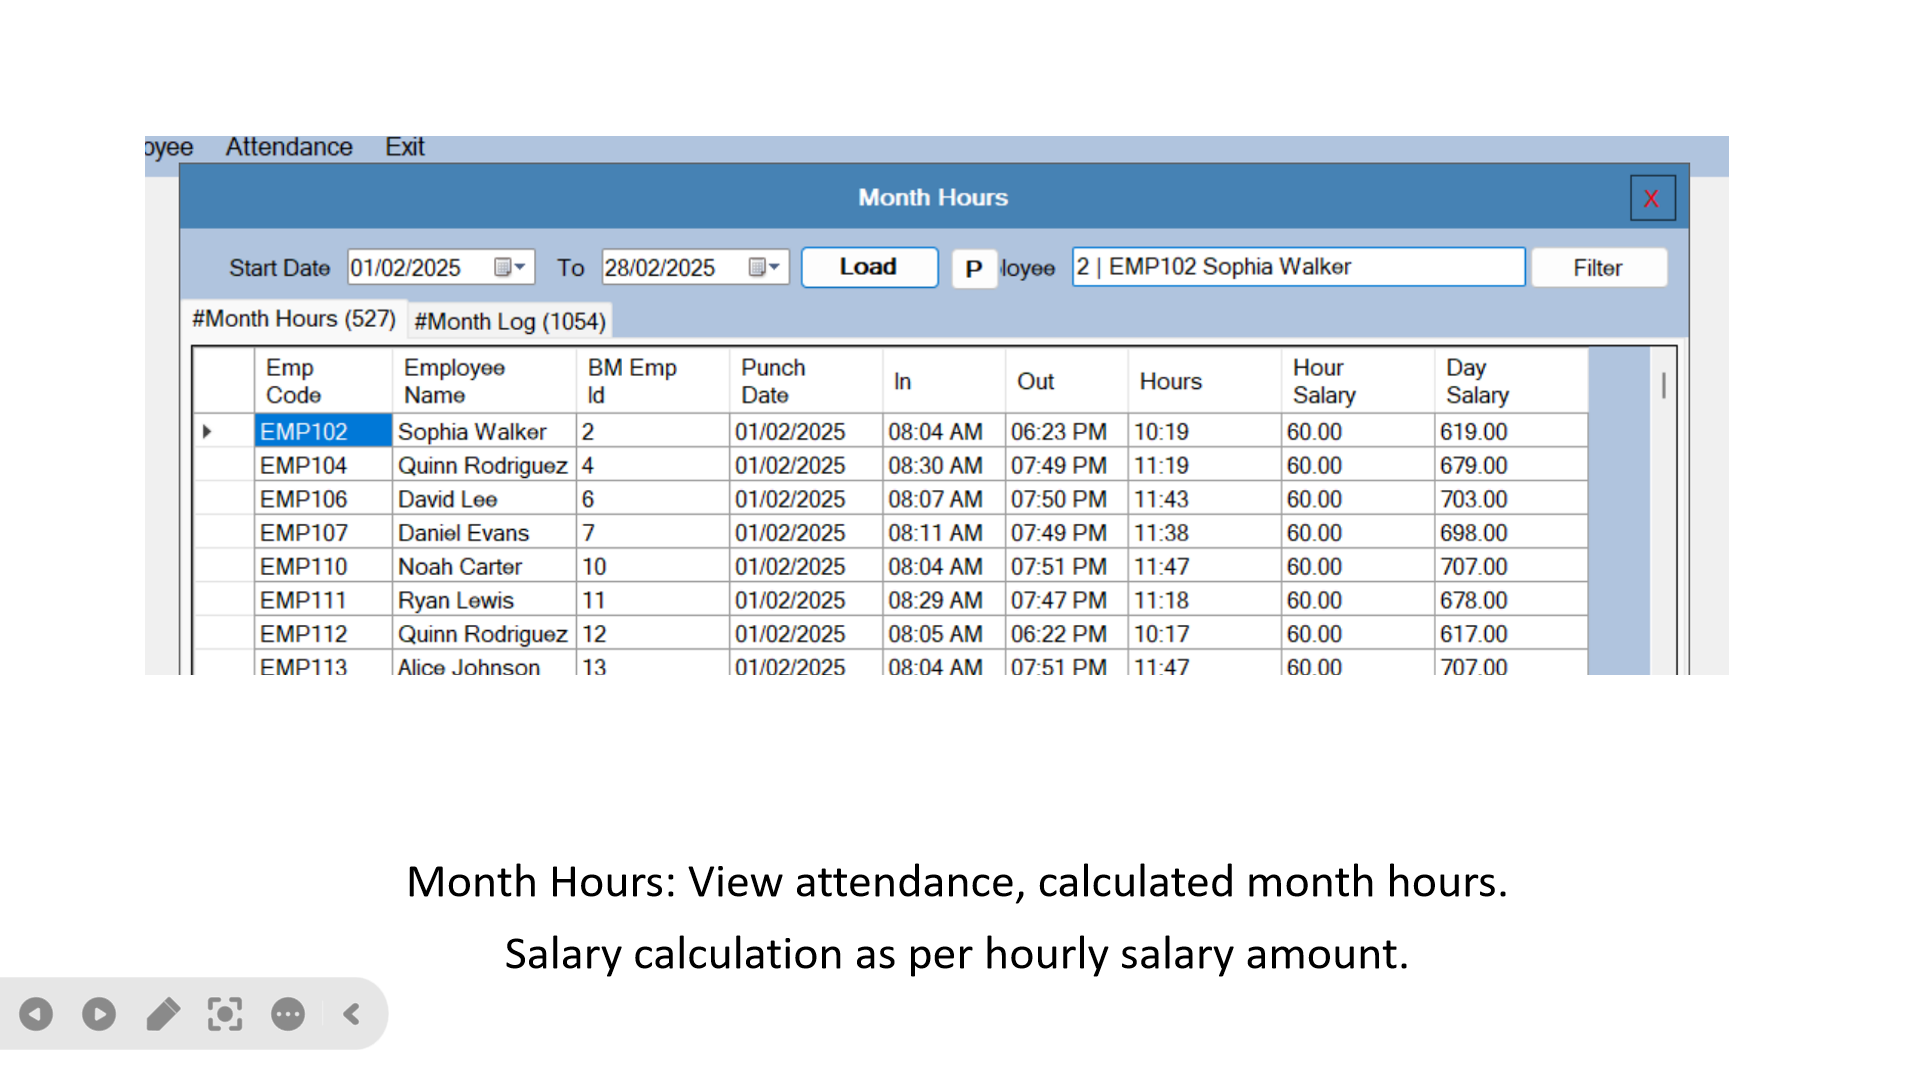 oyee Attendance Exit
Month Hours X
Start Date 01/02/2025 To 28/02/2025 Load P loyee 2 | EMP102 Sophia Walker Filter
#Month Hours (527) #Month Log (1054)
Emp Code Employee Name BM Emp Id Punch Date In Out Hours Hour Salary Day Salary
EMP102 Sophia Walker 2 01/02/2025 08:04 AM 06:23 PM 10:19 60.00 619.00
EMP104 Quinn Rodriguez 4 01/02/2025 08:30 AM 07:49 PM 11:19 60.00 679.00
EMP106 David Lee 6 01/02/2025 08:07 AM 07:50 PM 11:43 60.00 703.00
EMP107 Daniel Evans 7 01/02/2025 08:11 AM 07:49 PM 11:38 60.00 698.00
EMP110 Noah Carter 10 01/02/2025 08:04 AM 07:51 PM 11:47 60.00 707.00
EMP111 Ryan Lewis 11 01/02/2025 08:29 AM 07:47 PM 11:18 60.00 678.00
EMP112 Quinn Rodriguez 12 01/02/2025 08:05 AM 06:22 PM 10:17 60.00 617.00
EMP113 Alice Johnson 13 01/02/2025 08:04 AM 07:51 PM 11:47 60.00 707.00
Month Hours: View attendance, calculated month hours.
Salary calculation as per hourly salary amount.